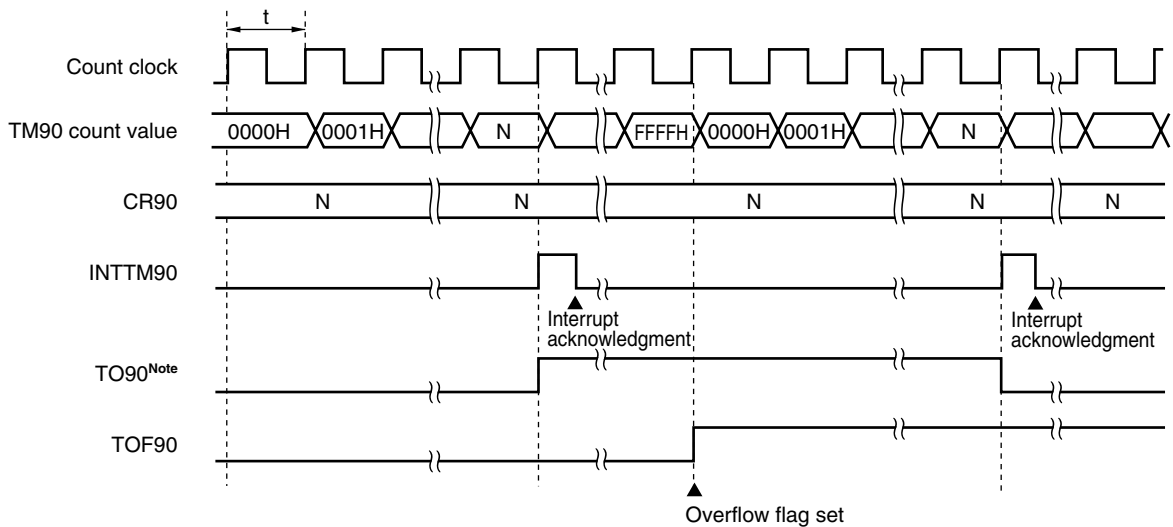 t
Count clock
TM90 count value
0000H 0001H N FFFFH 0000H 0001H N
CR90
N N N N N
INTTM90
Interrupt
acknowledgment
Interrupt
acknowledgment
TO90Note
TOF90
Overflow flag set